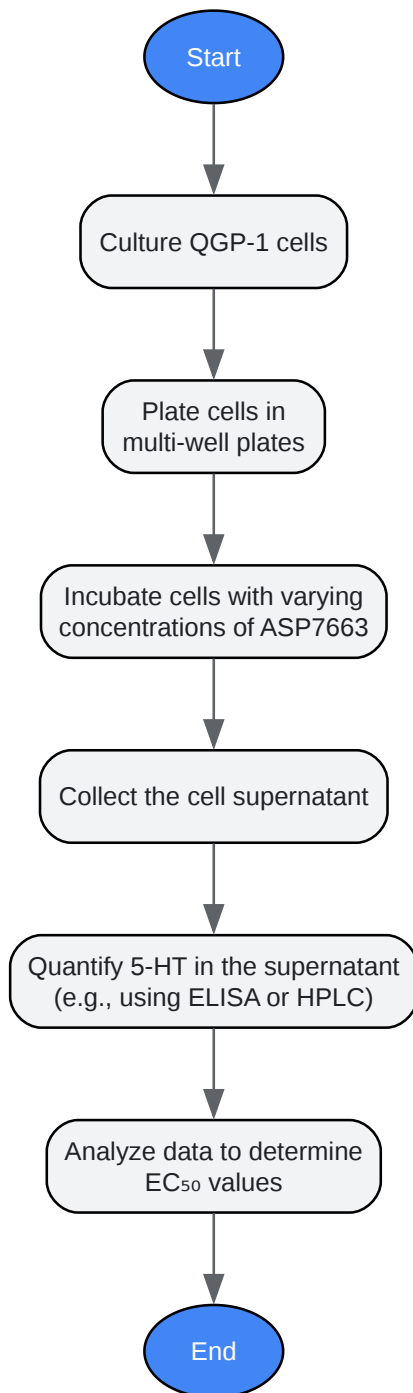 Start
Culture QGP-1 cells
Plate cells in
multi-well plates
Incubate cells with varying
concentrations of ASP7663
Collect the cell supernatant
Quantify 5-HT in the supernatant
(e.g., using ELISA or HPLC)
Analyze data to determine
EC₅₀ values
End